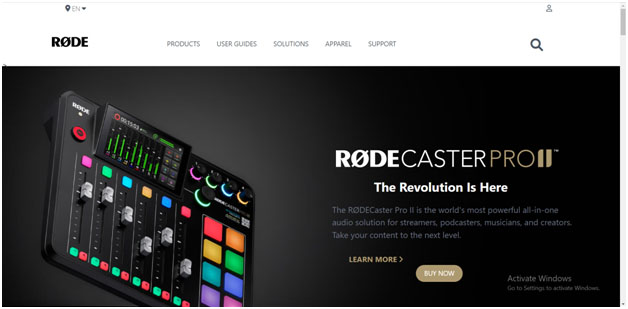 EN
RØDE
PRODUCTS USER GUIDES SOLUTIONS APPAREL SUPPORT
RØDE
RØDECASTER PRO II™
The Revolution Is Here
The RØDECaster Pro II is the world's most powerful all-in-one
audio solution for streamers, podcasters, musicians, and creators.
Take your content to the next level.
LEARN MORE >
BUY NOW
Activate Windows
Go to Settings to activate Windows.